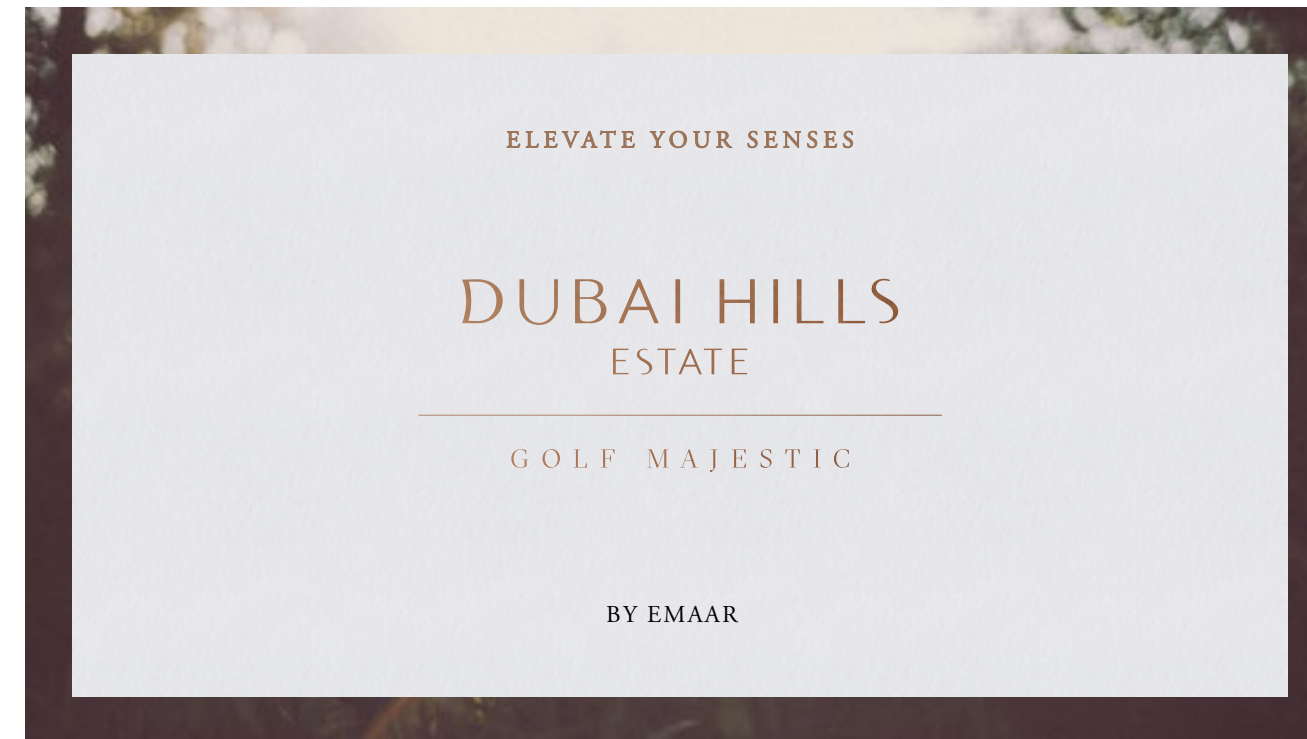 ELEVATE YOUR SENSES
DUBAI HILLS
ESTATE
GOLF MAJESTIC
BY EMAAR